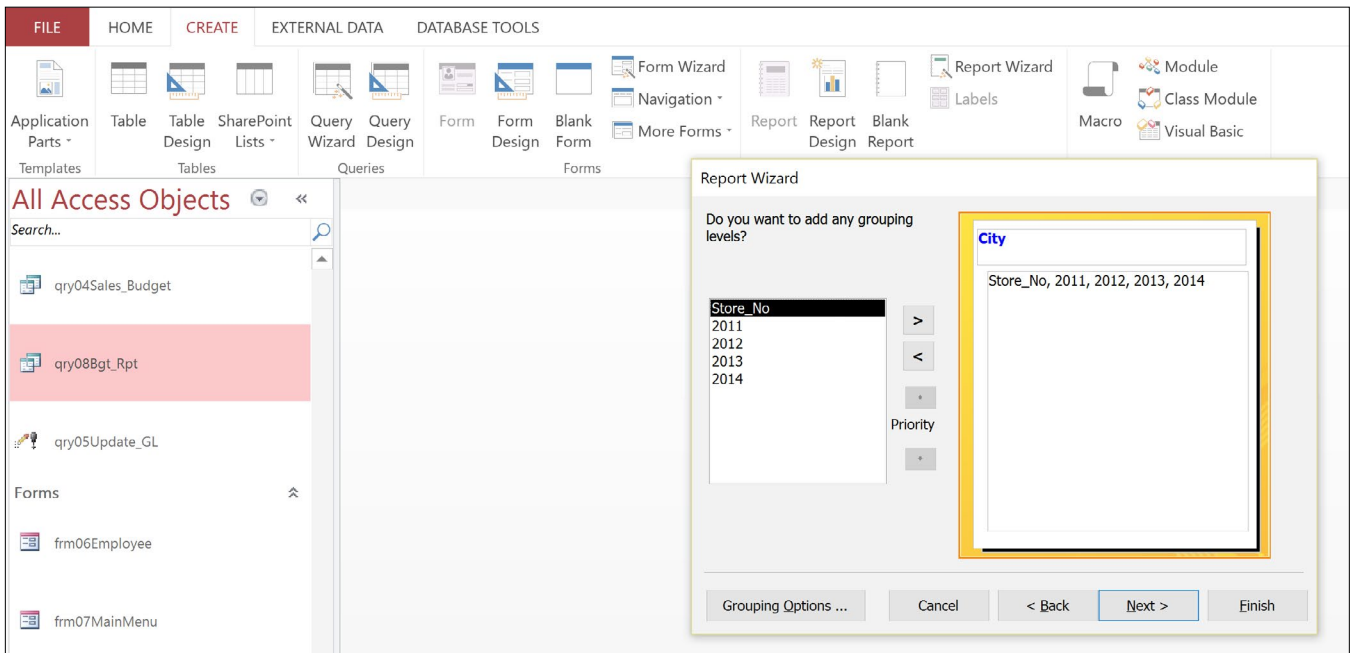 FILE HOME CREATE EXTERNAL DATA DATABASE TOOLS
Application Parts
Table
Table Design
SharePoint Lists
Query Wizard
Query Design
Form
Form Design
Blank Form
Form Wizard
Navigation
More Forms
Report
Report Design
Blank Report
Report Wizard
Labels
Macro
Module
Class Module
Visual Basic
Templates Tables Queries Forms
All Access Objects «
Search...
qry04Sales_Budget
qry08Bgt_Rpt
qry05Update_GL
Forms
frm06Employee
frm07MainMenu
Report Wizard
Do you want to add any grouping
levels?
Store_No
2011
2012
2013
2014
>
<
Priority
City
Store_No, 2011, 2012, 2013, 2014
Grouping Options ... Cancel < Back Next > Finish